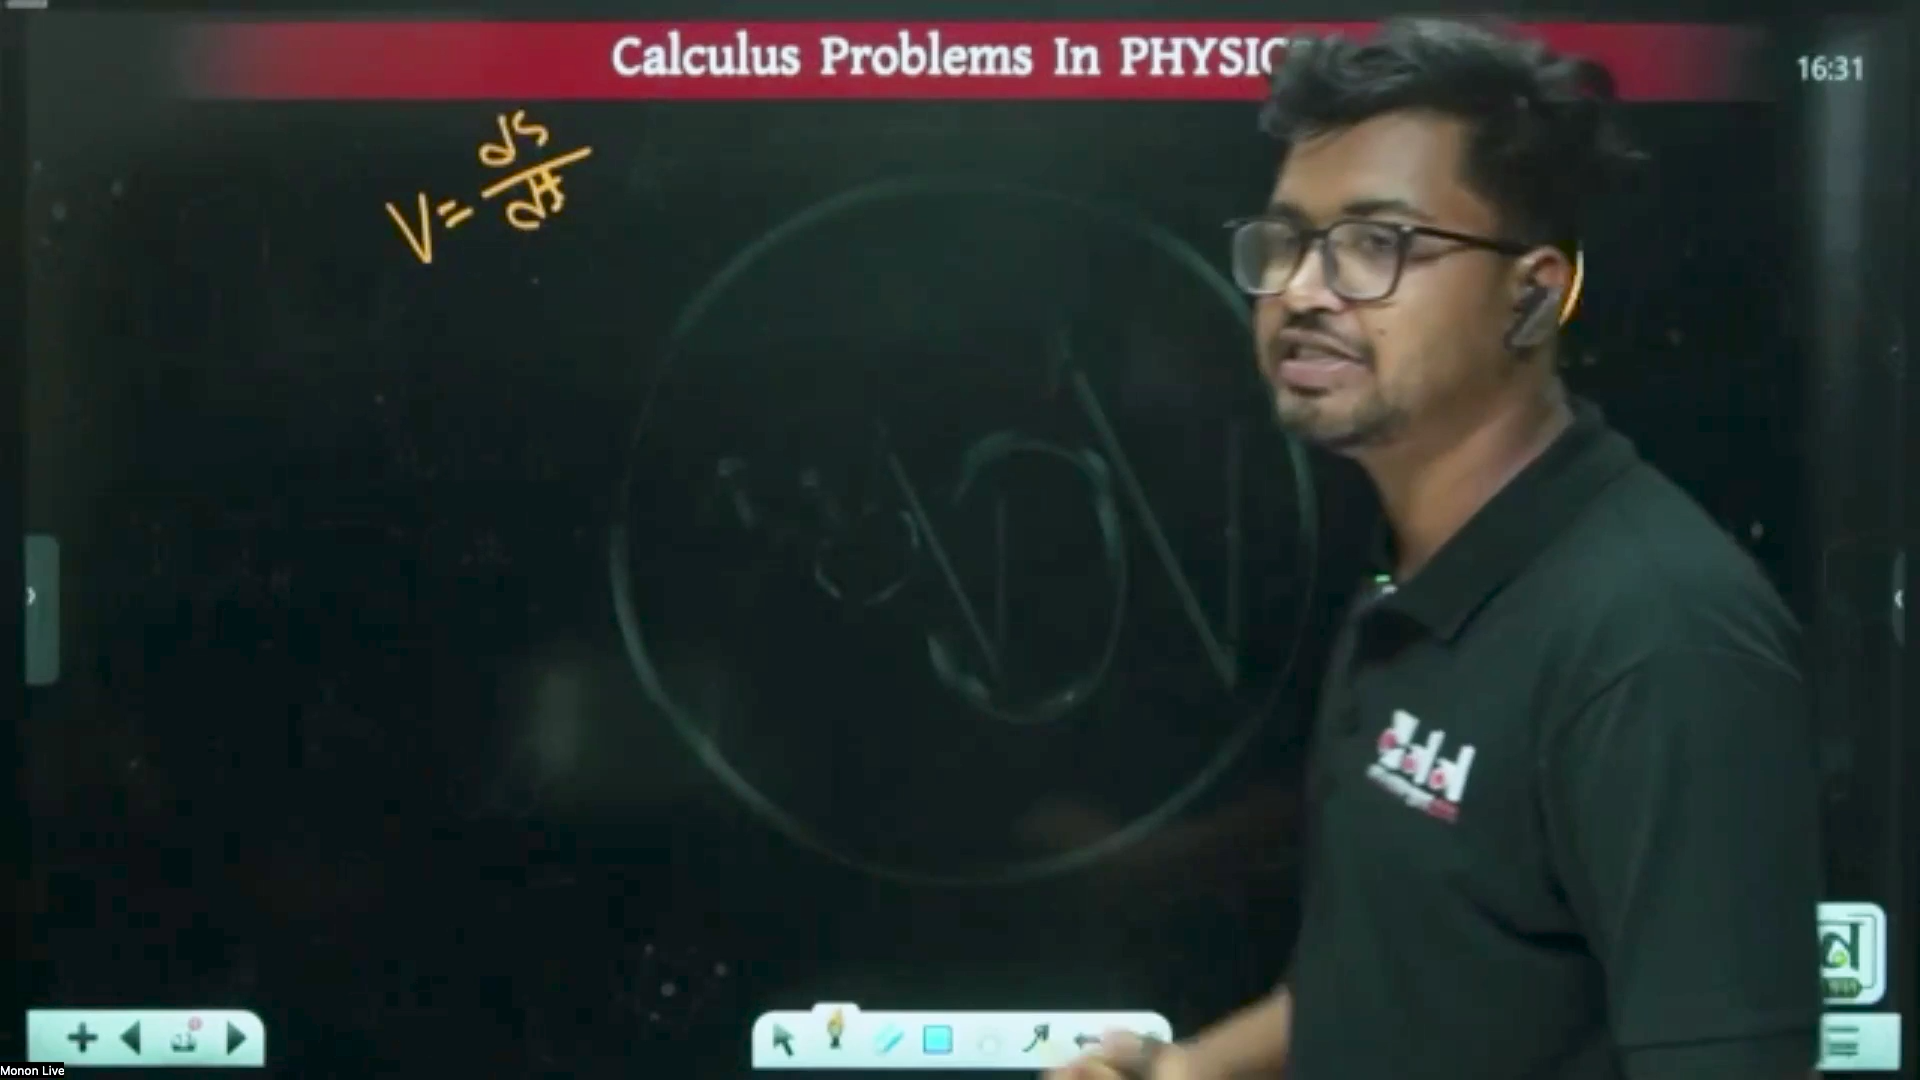 Calculus Problems In PHYSIC
16:31
V = ds/dt
Monon Live